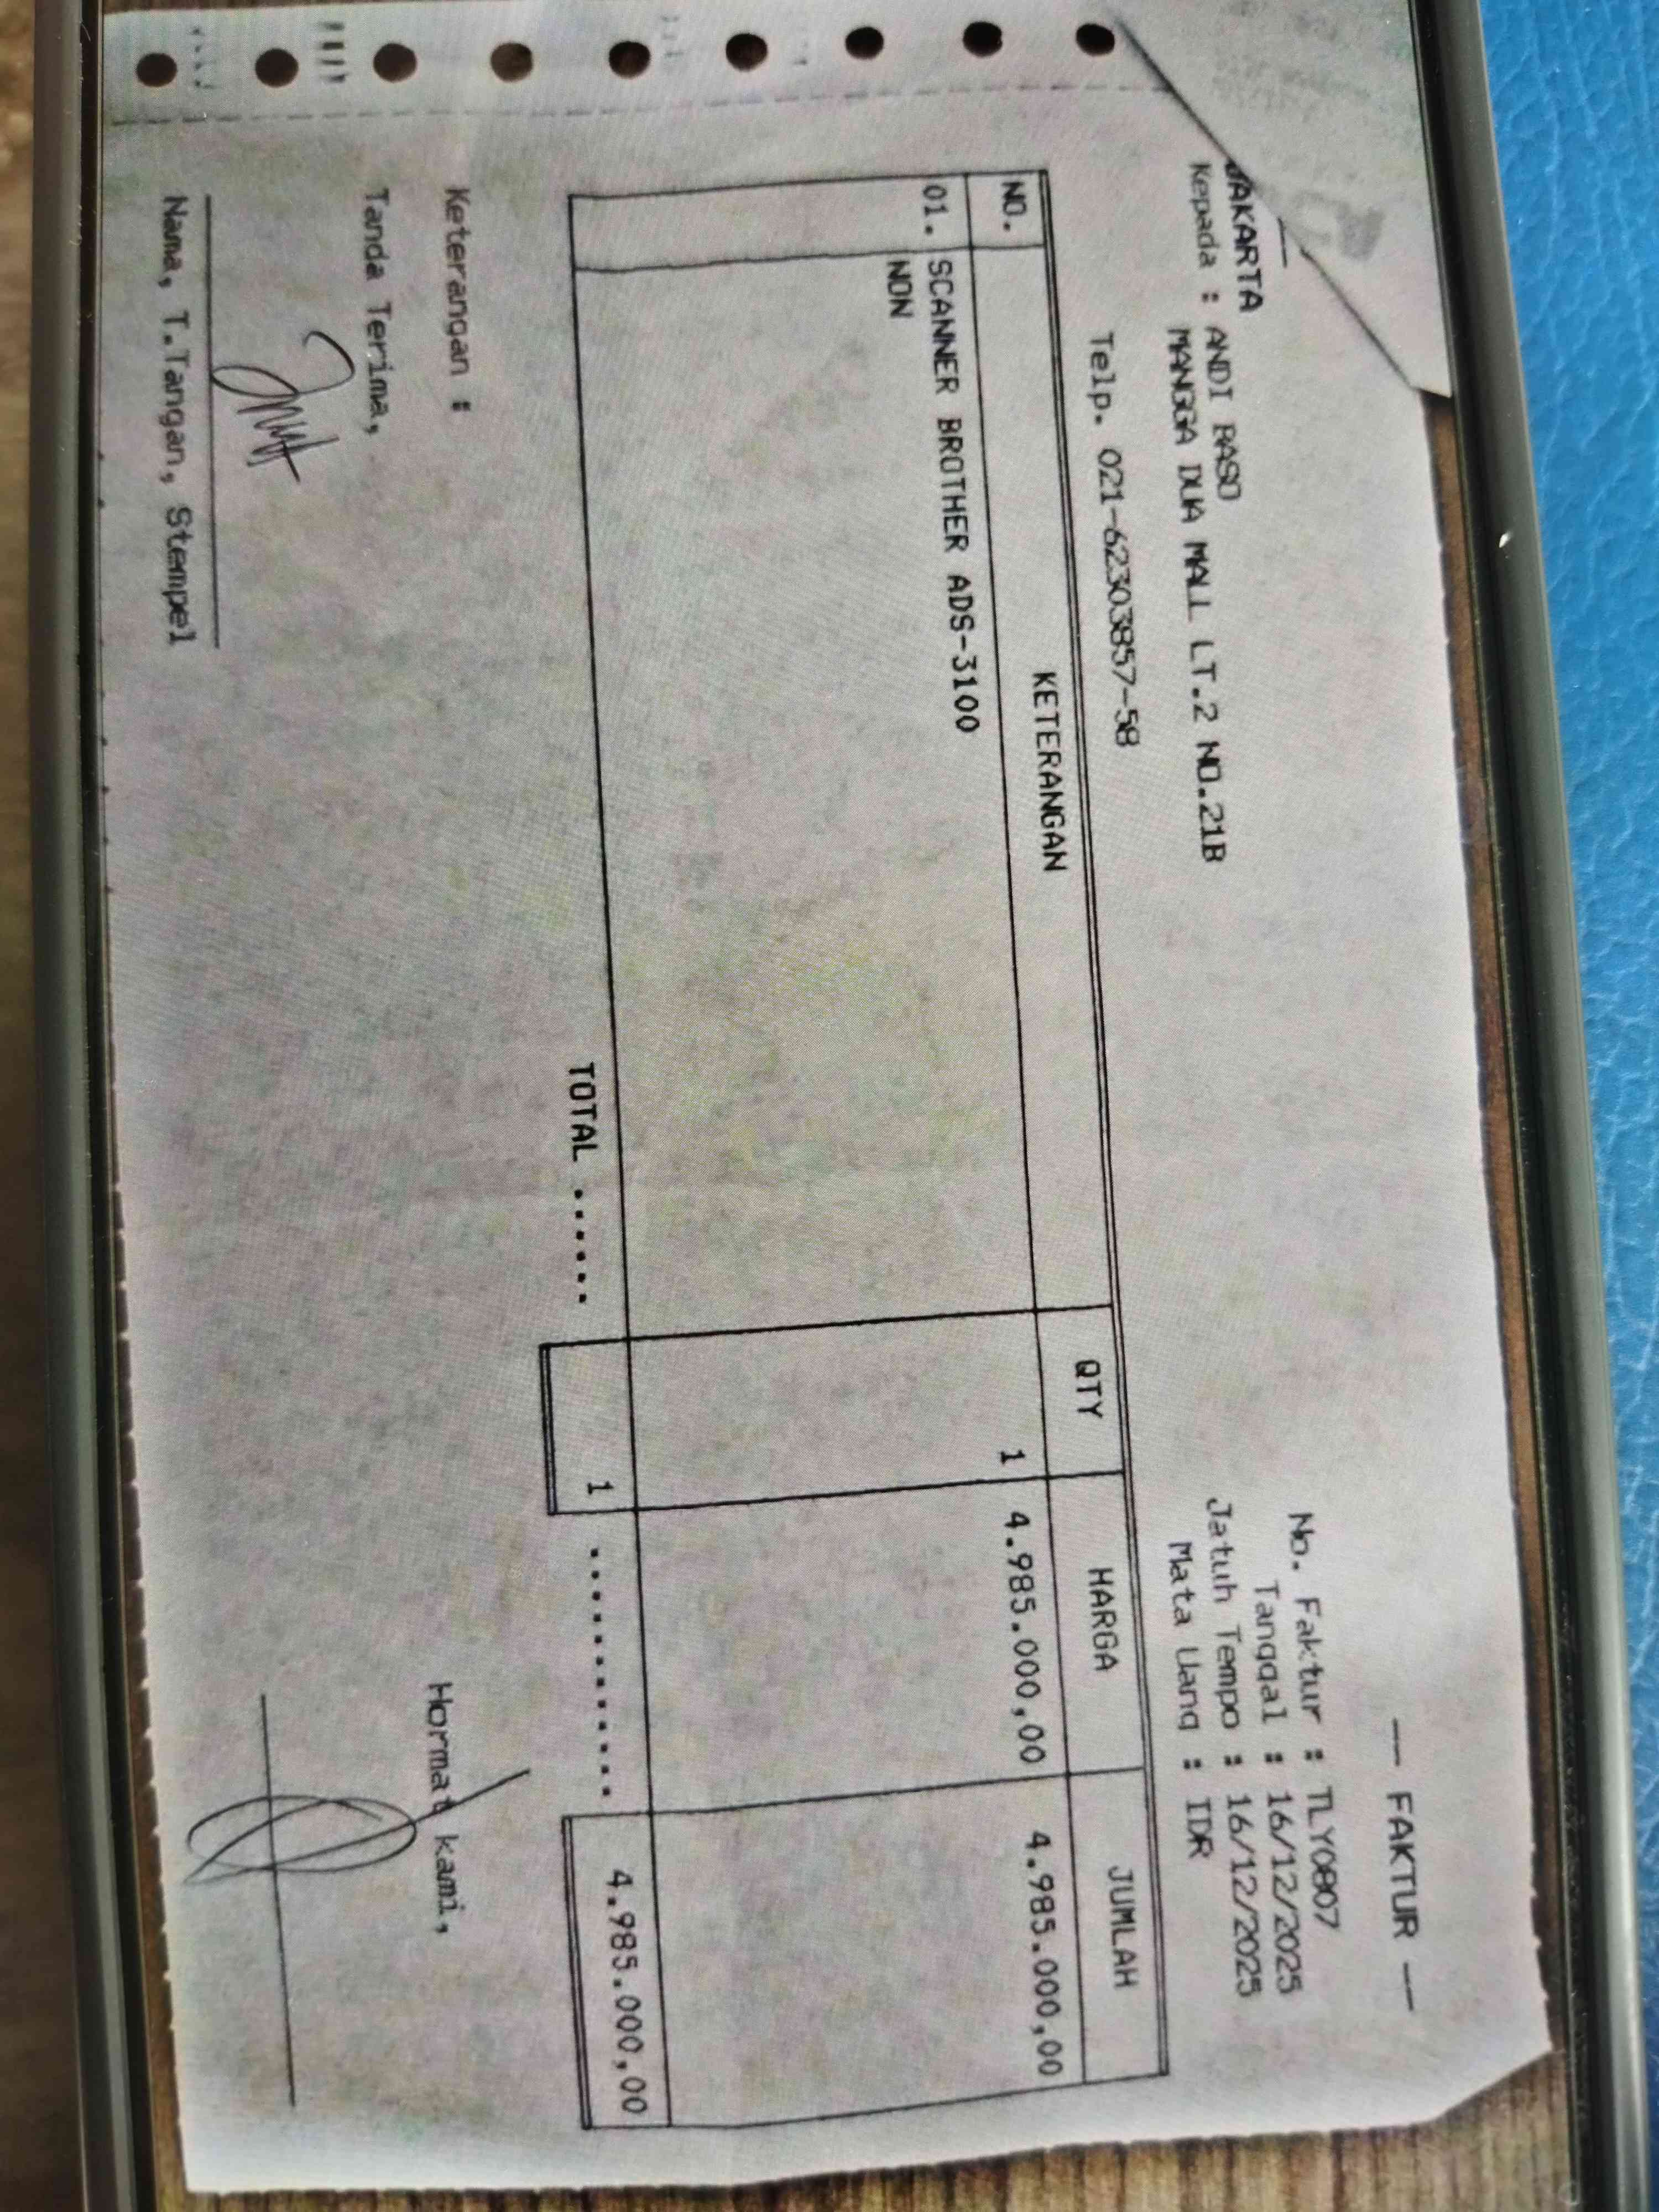 — FAKTUR —
JAKARTA
No. Faktur : TLY0807
Kepada : ANDI PASO
Tanggal : 16/12/2025
MANGGA DUA MALL LT.2 NO.21B
Jatuh Tempo : 16/12/2025
Mata Uang : IDR
Telp. 021-62303857-58
NO. KETERANGAN QTY HARGA JUMLAH
01. SCANNER BROTHER ADS-3100 1 4.985.000,00 4.985.000,00
NON
TOTAL ...... 1 ........... 4.985.000,00
Keterangan :
Tanda Terima, Hormat kami,
Nama, T.Tangan, Stempel